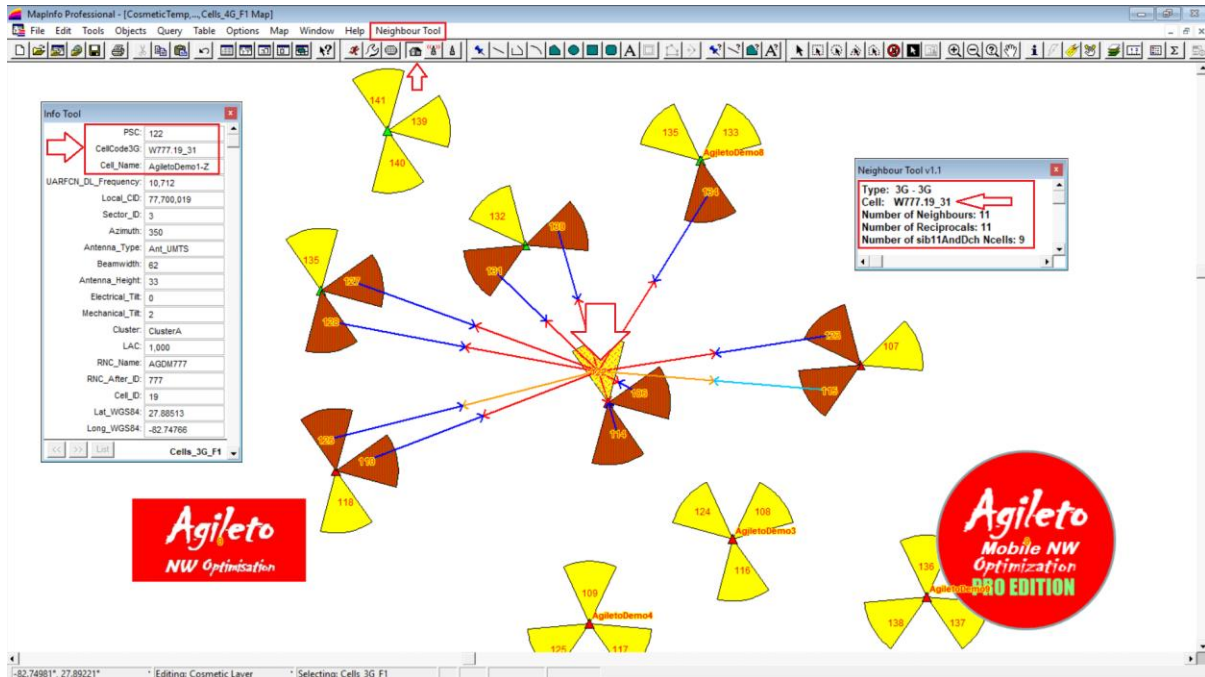 MapInfo Professional - [CosmeticTemp,...,Cells_4G_F1 Map]
File Edit Tools Objects Query Table Options Map Window Help Neighbour Tool
Info Tool
PSC: 122
CellCode3G: W777.19_31
Cell_Name: AgiletoDemo1-Z
UARFCN_DL_Frequency: 10,712
Local_CID: 77,700,019
Sector_ID: 3
Azimuth: 350
Antenna_Type: Ant_UMTS
Beamwidth: 62
Antenna_Height: 33
Electrical_Tilt: 0
Mechanical_Tilt: 2
Cluster: ClusterA
LAC: 1,000
RNC_Name: AGDM777
RNC_After_ID: 777
Cell_ID: 19
Lat_WGS84: 27.88513
Long_WGS84: -82.74766
<< >> List Cells_3G_F1
141
139
140
135
133
AgiletoDemo8
134
132
130
131
135
127
Neighbour Tool v1.1
Type: 3G - 3G
Cell: W777.19_31
Number of Neighbours: 11
Number of Reciprocals: 11
Number of sib11AndDch Ncells: 9
107
115
114
118
Agileto
NW Optimisation
124
108
AgiletoDemo3
116
109
AgiletoDemo4
125
117
Agileto
Mobile NW
Optimization
PRO EDITION
136
AgiletoDemo9
138
137
-82.74981°, 27.89221°
Editing: Cosmetic Layer
Selecting: Cells_3G_F1